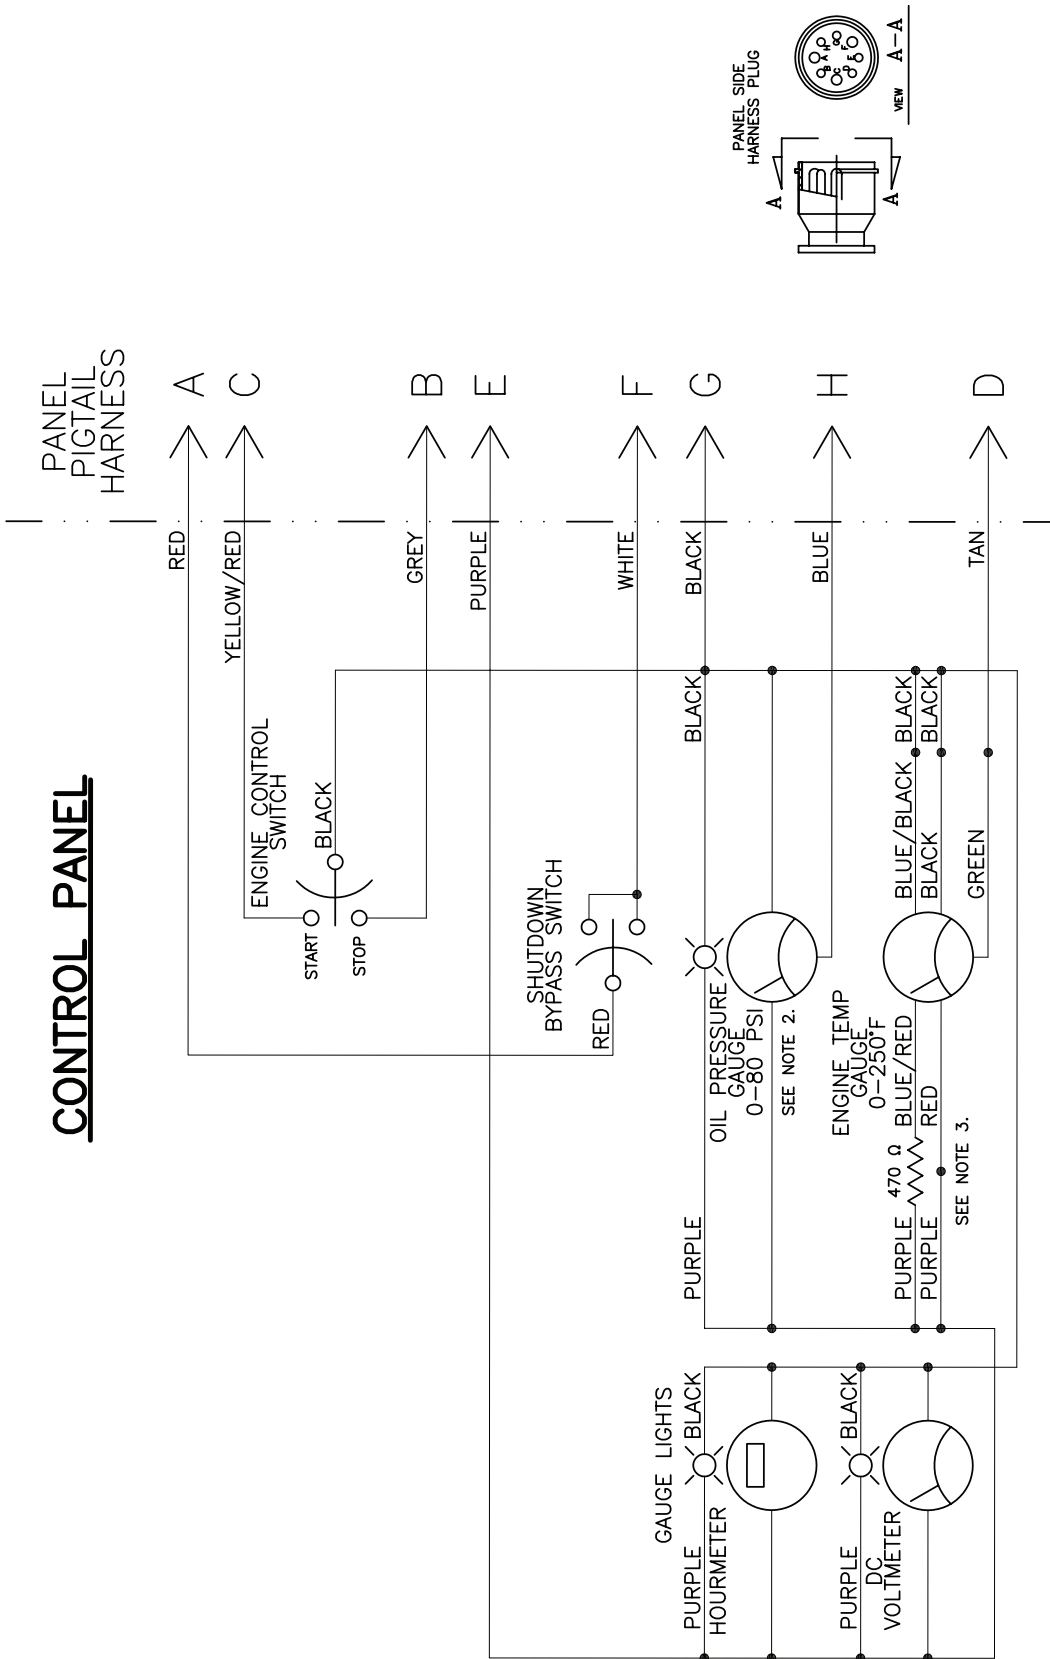 CONTROL PANEL
PANEL
PIGTAIL
HARNESS
A
C
B
E
F
G
H
D
RED
YELLOW/RED
GREY
PURPLE
WHITE
BLACK
BLUE
TAN
ENGINE CONTROL
SWITCH
BLACK
START
STOP
SHUTDOWN
BYPASS SWITCH
RED
BLACK
OIL PRESSURE
GAUGE
0-80 PSI
SEE NOTE 2.
PURPLE
ENGINE TEMP
GAUGE
0-250°F
BLACK
BLACK
BLUE/BLACK
BLACK
GREEN
BLUE/RED
RED
470 Ω
SEE NOTE 3.
PURPLE
PURPLE
GAUGE LIGHTS
BLACK
PURPLE
HOURMETER
BLACK
PURPLE
DC
VOLTMETER
PANEL SIDE
HARNESS PLUG
A
A
VIEW A-A
A
B
C
D
E
F
G
H